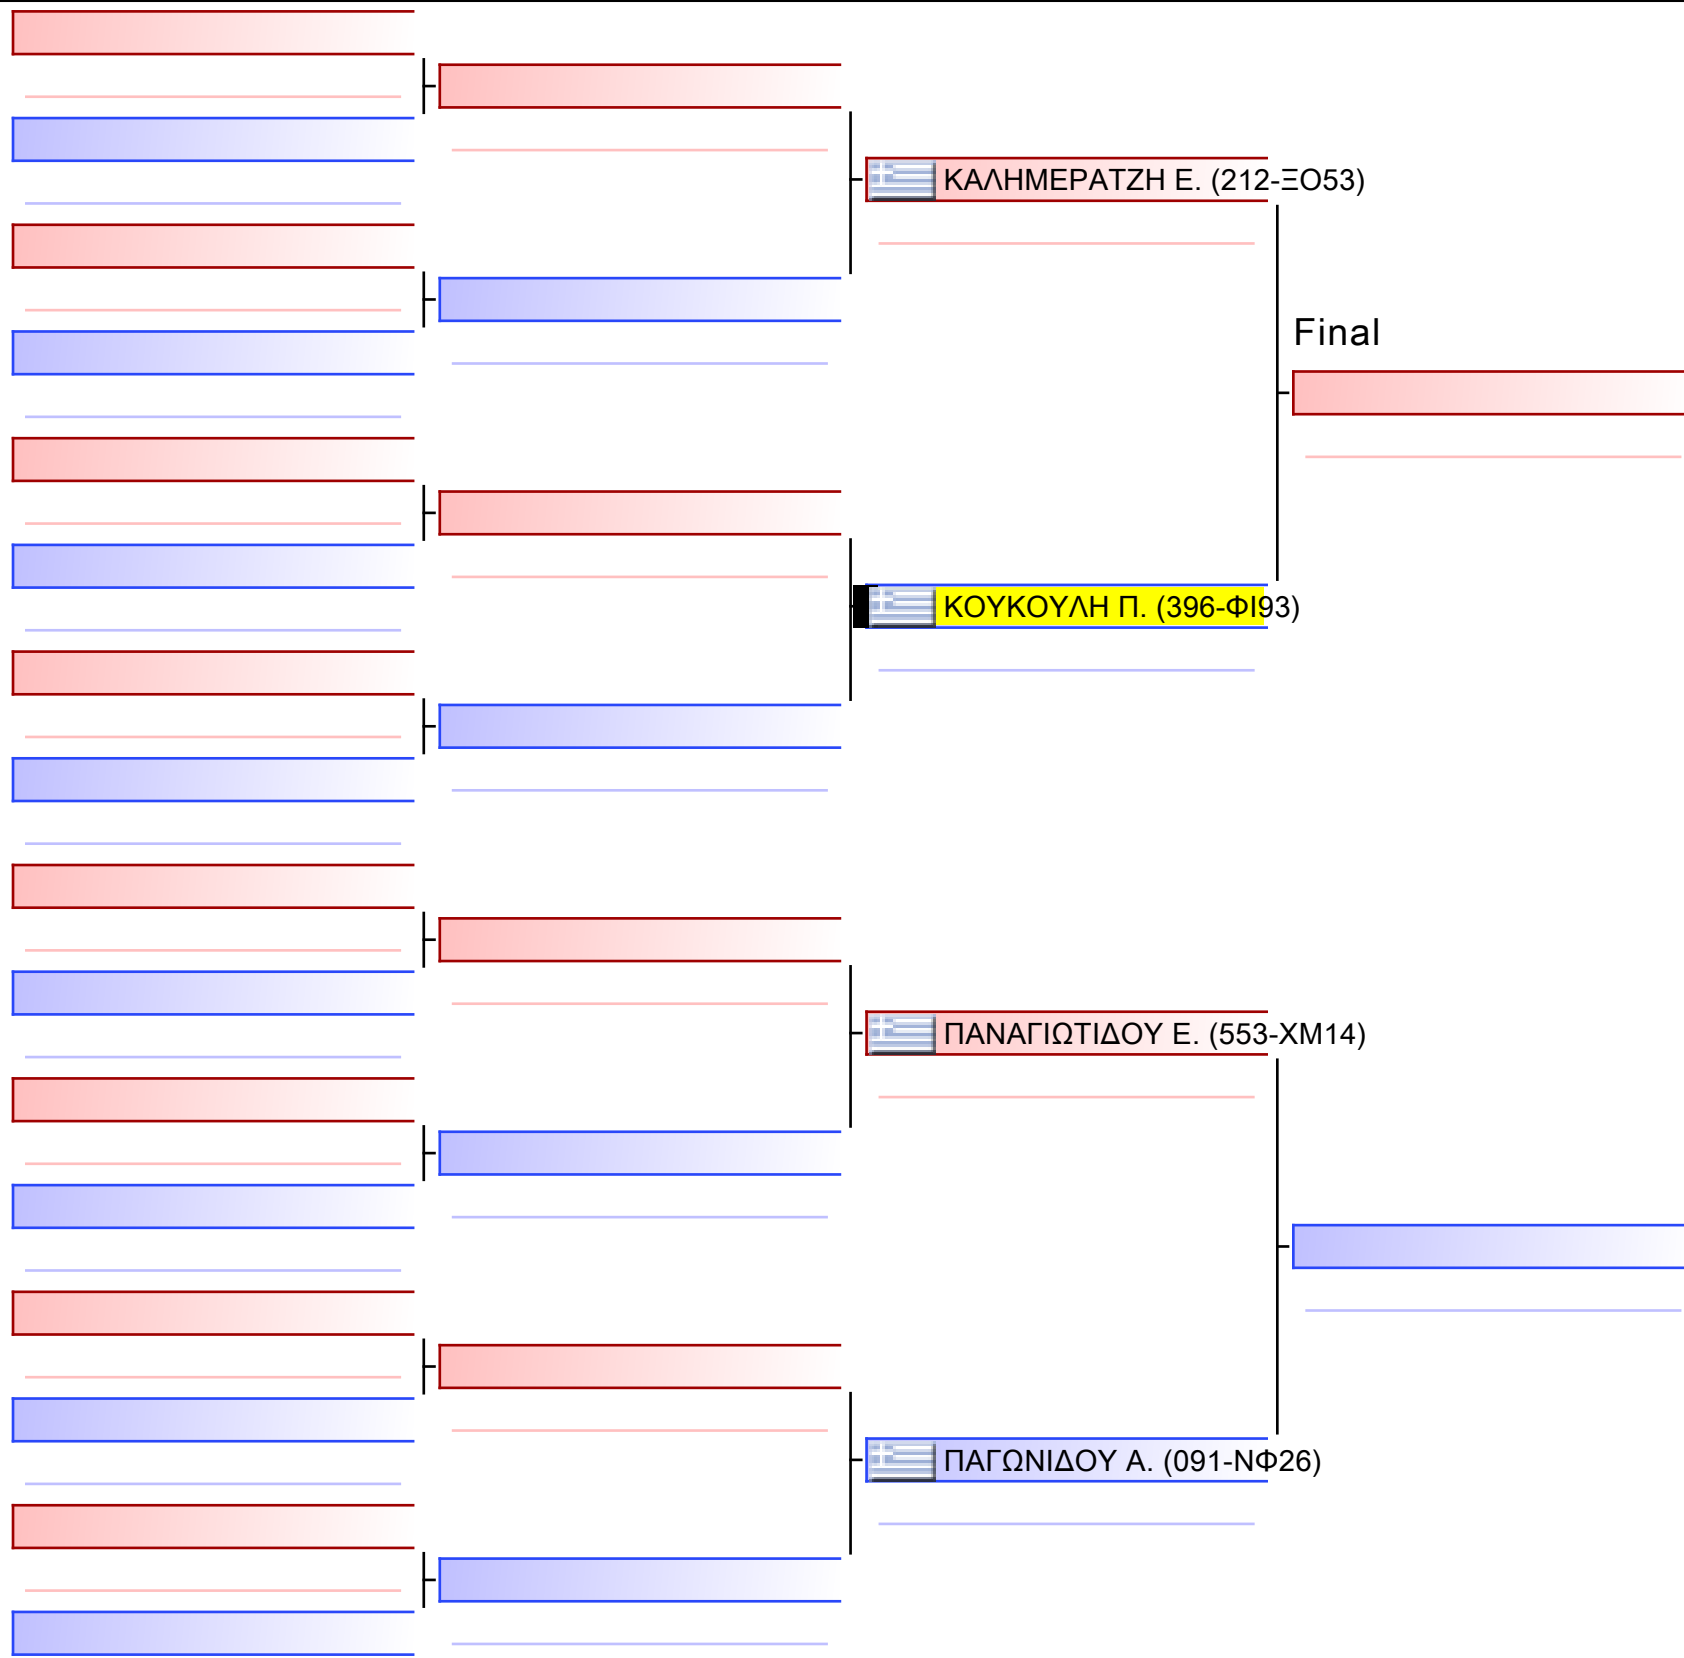 ΚΑΛΗΜΕΡΑΤΖΗ Ε. (212-ΞΟ53)
Final
ΚΟΥΚΟΥΛΗ Π. (396-ΦΙ93)
ΠΑΝΑΓΙΩΤΙΔΟΥ Ε. (553-ΧΜ14)
ΠΑΓΩΝΙΔΟΥ Α. (091-ΝΦ26)